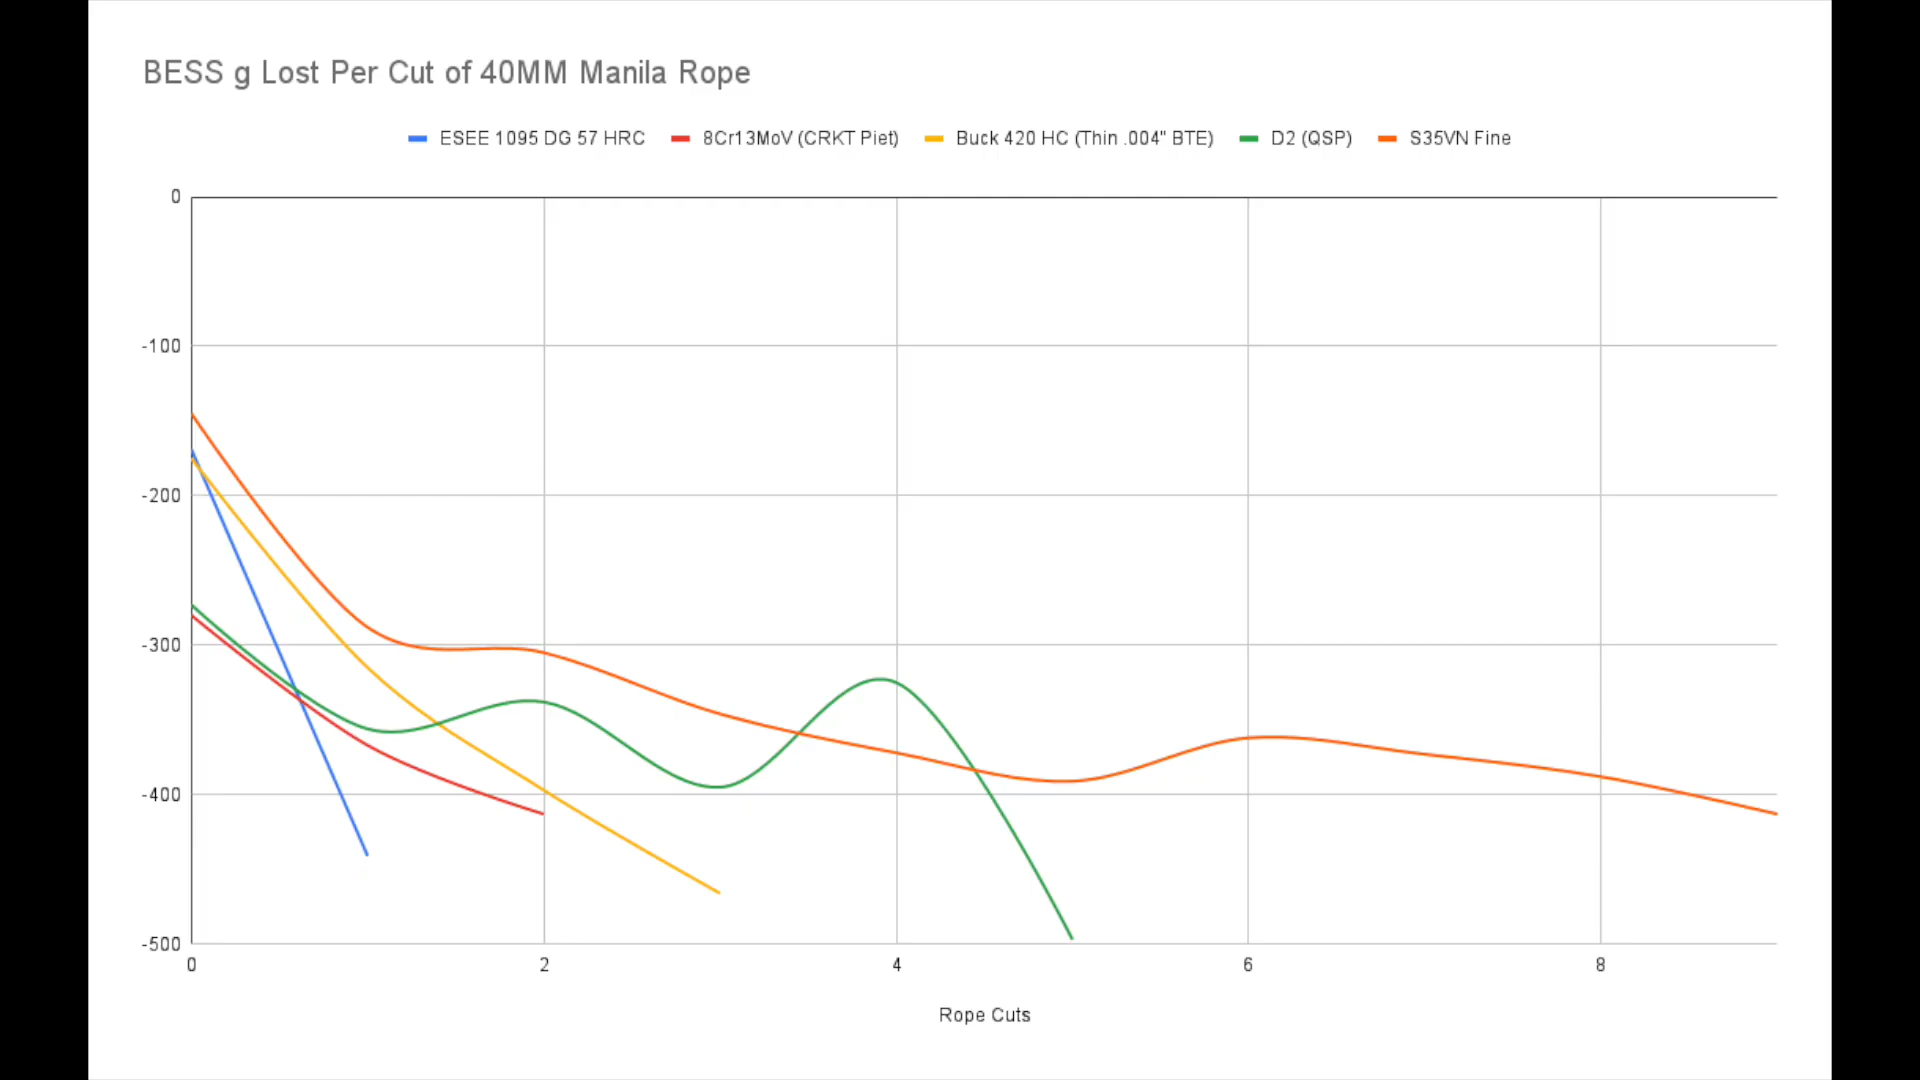 BESS g Lost Per Cut of 40MM Manila Rope
ESEE 1095 DG 57 HRC 8Cr13MoV (CRKT Piet) Buck 420 HC (Thin .004" BTE) D2 (QSP) S35VN Fine
0
-100
-200
-300
-400
-500
0 2 4 6 8
Rope Cuts